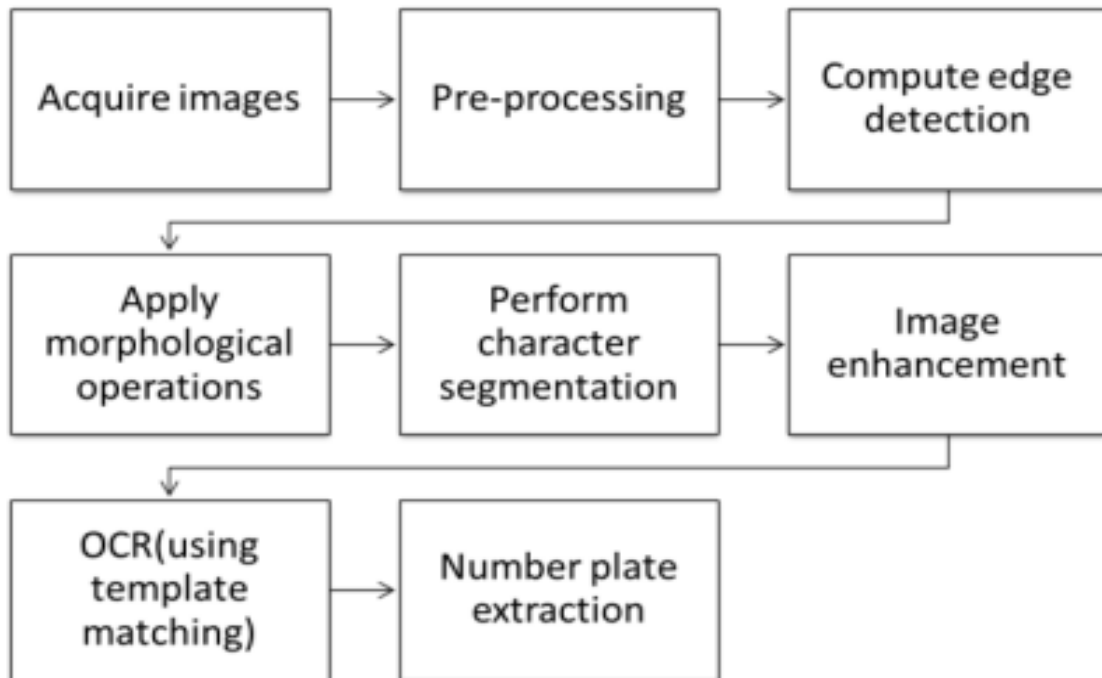 Acquire images
Pre-processing
Compute edge
detection
Apply
morphological
operations
Perform
character
segmentation
Image
enhancement
OCR(using
template
matching)
Number plate
extraction